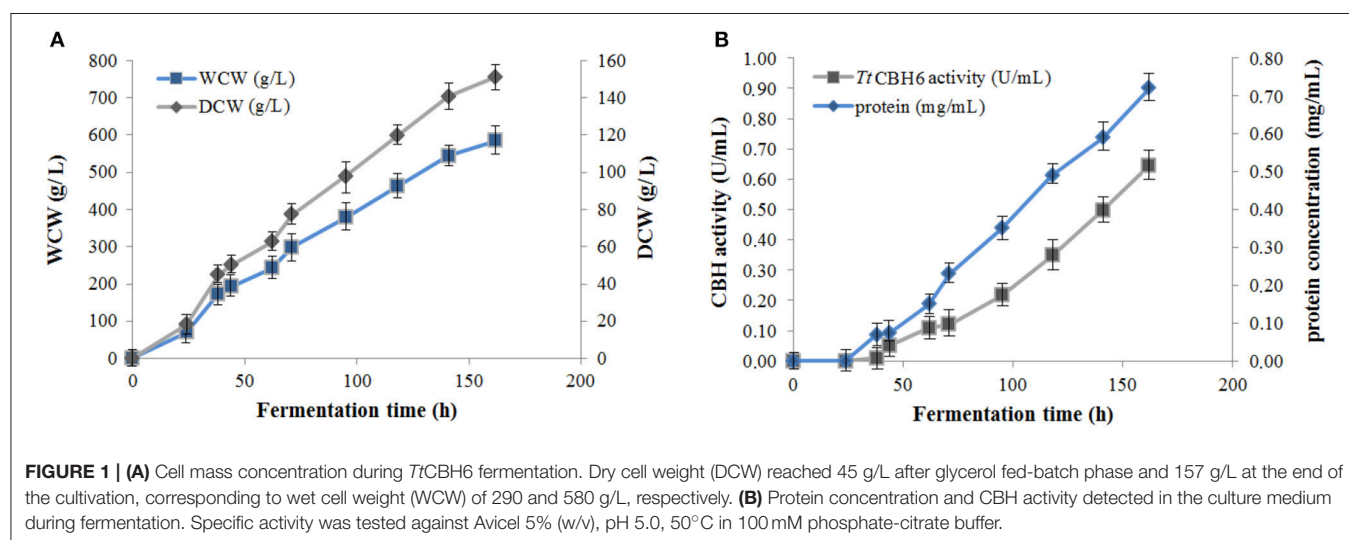 A
WCW (g/L)
DCW (g/L)
800
700
600
500
400
300
200
100
0
WCW (g/L)
160
140
120
100
80
60
40
20
0
DCW (g/L)
0 50 100 150 200
Fermentation time (h)
B
TtCBH6 activity (U/mL)
protein (mg/mL)
1.00
0.90
0.80
0.70
0.60
0.50
0.40
0.30
0.20
0.10
0.00
CBH activity (U/mL)
0.80
0.70
0.60
0.50
0.40
0.30
0.20
0.10
0.00
protein concentration (mg/mL)
0 50 100 150 200
Fermentation time (h)
FIGURE 1 | (A) Cell mass concentration during TtCBH6 fermentation. Dry cell weight (DCW) reached 45 g/L after glycerol fed-batch phase and 157 g/L at the end of
the cultivation, corresponding to wet cell weight (WCW) of 290 and 580 g/L, respectively. (B) Protein concentration and CBH activity detected in the culture medium
during fermentation. Specific activity was tested against Avicel 5% (w/v), pH 5.0, 50°C in 100 mM phosphate-citrate buffer.